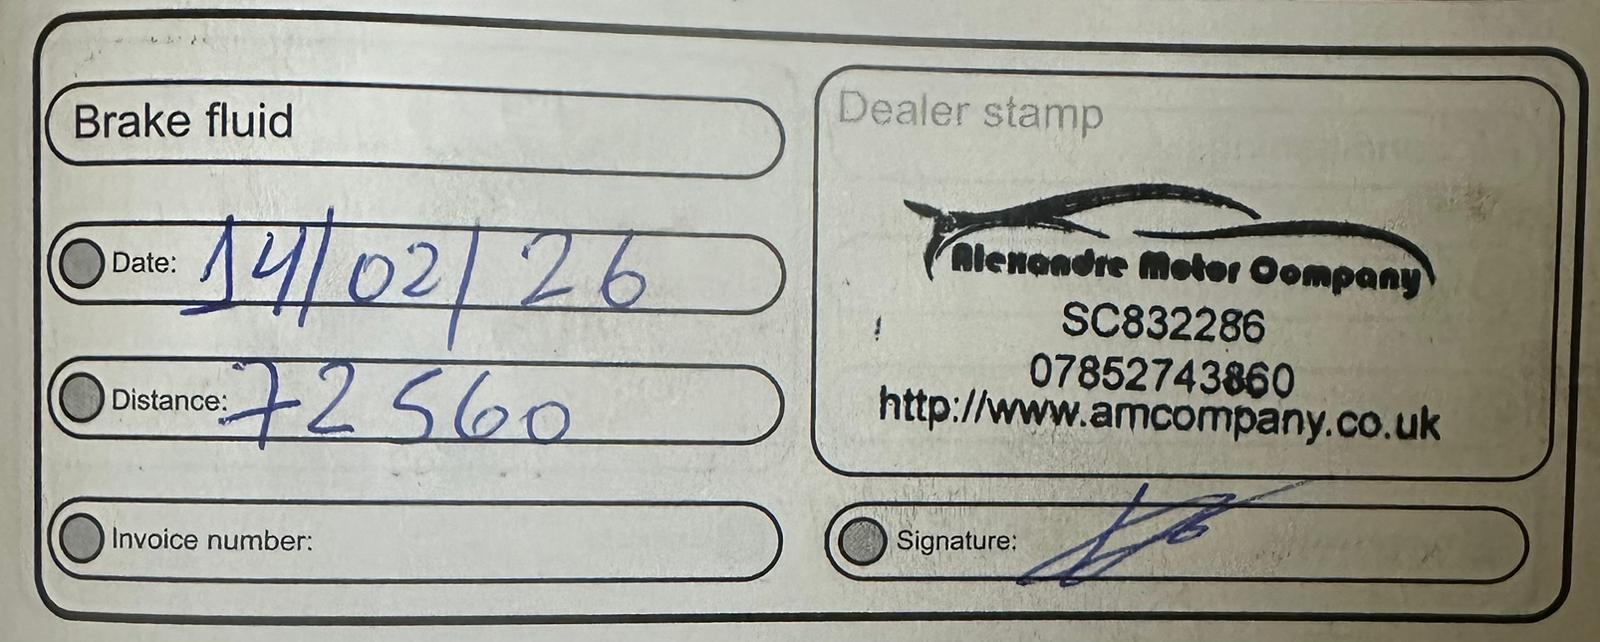 Brake fluid
Date: 14/02/26
Distance: 72560
Invoice number:
Dealer stamp
Alexandre Motor Company
SC832286
07852743860
http://www.amcompany.co.uk
Signature: